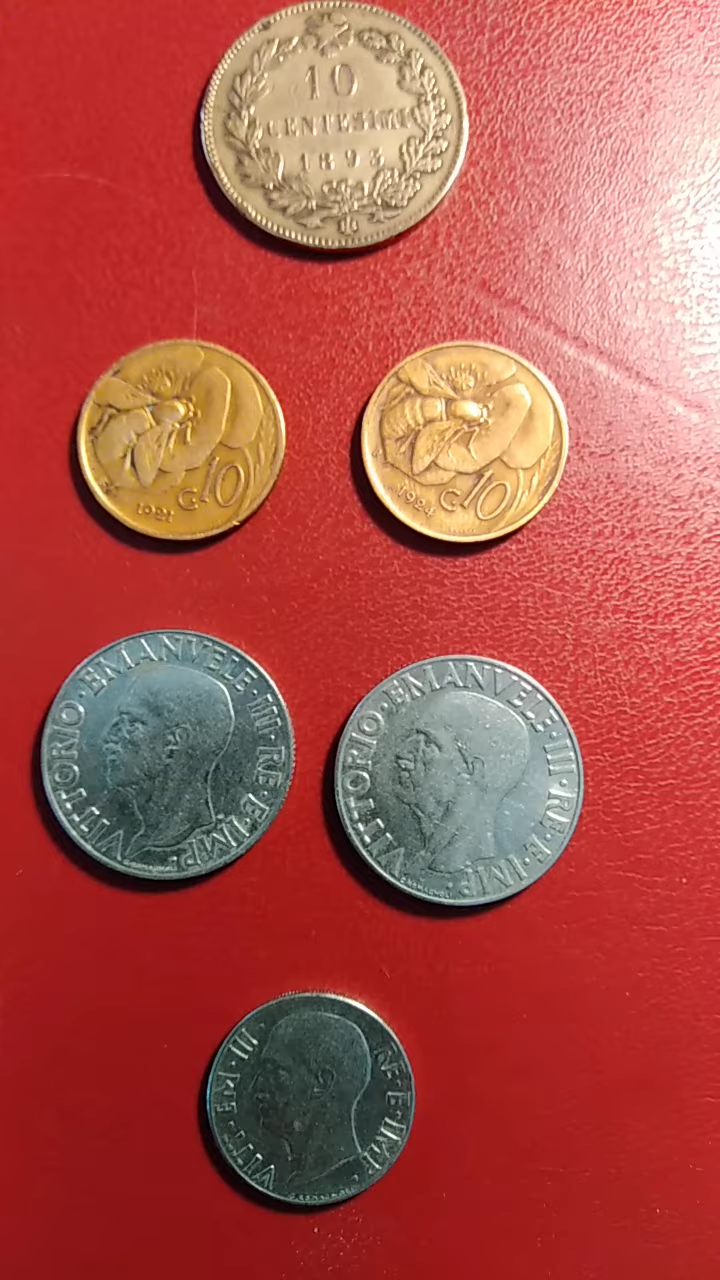 10
CENTESIMI
1893
1921
C.10
1924
C.10
VITTORIO·EMANVELE·III·RE·E·IMP.
VITTORIO·EMANVELE·III·RE·E·IMP.
VITT·EM·III·
RE·E·IMP·